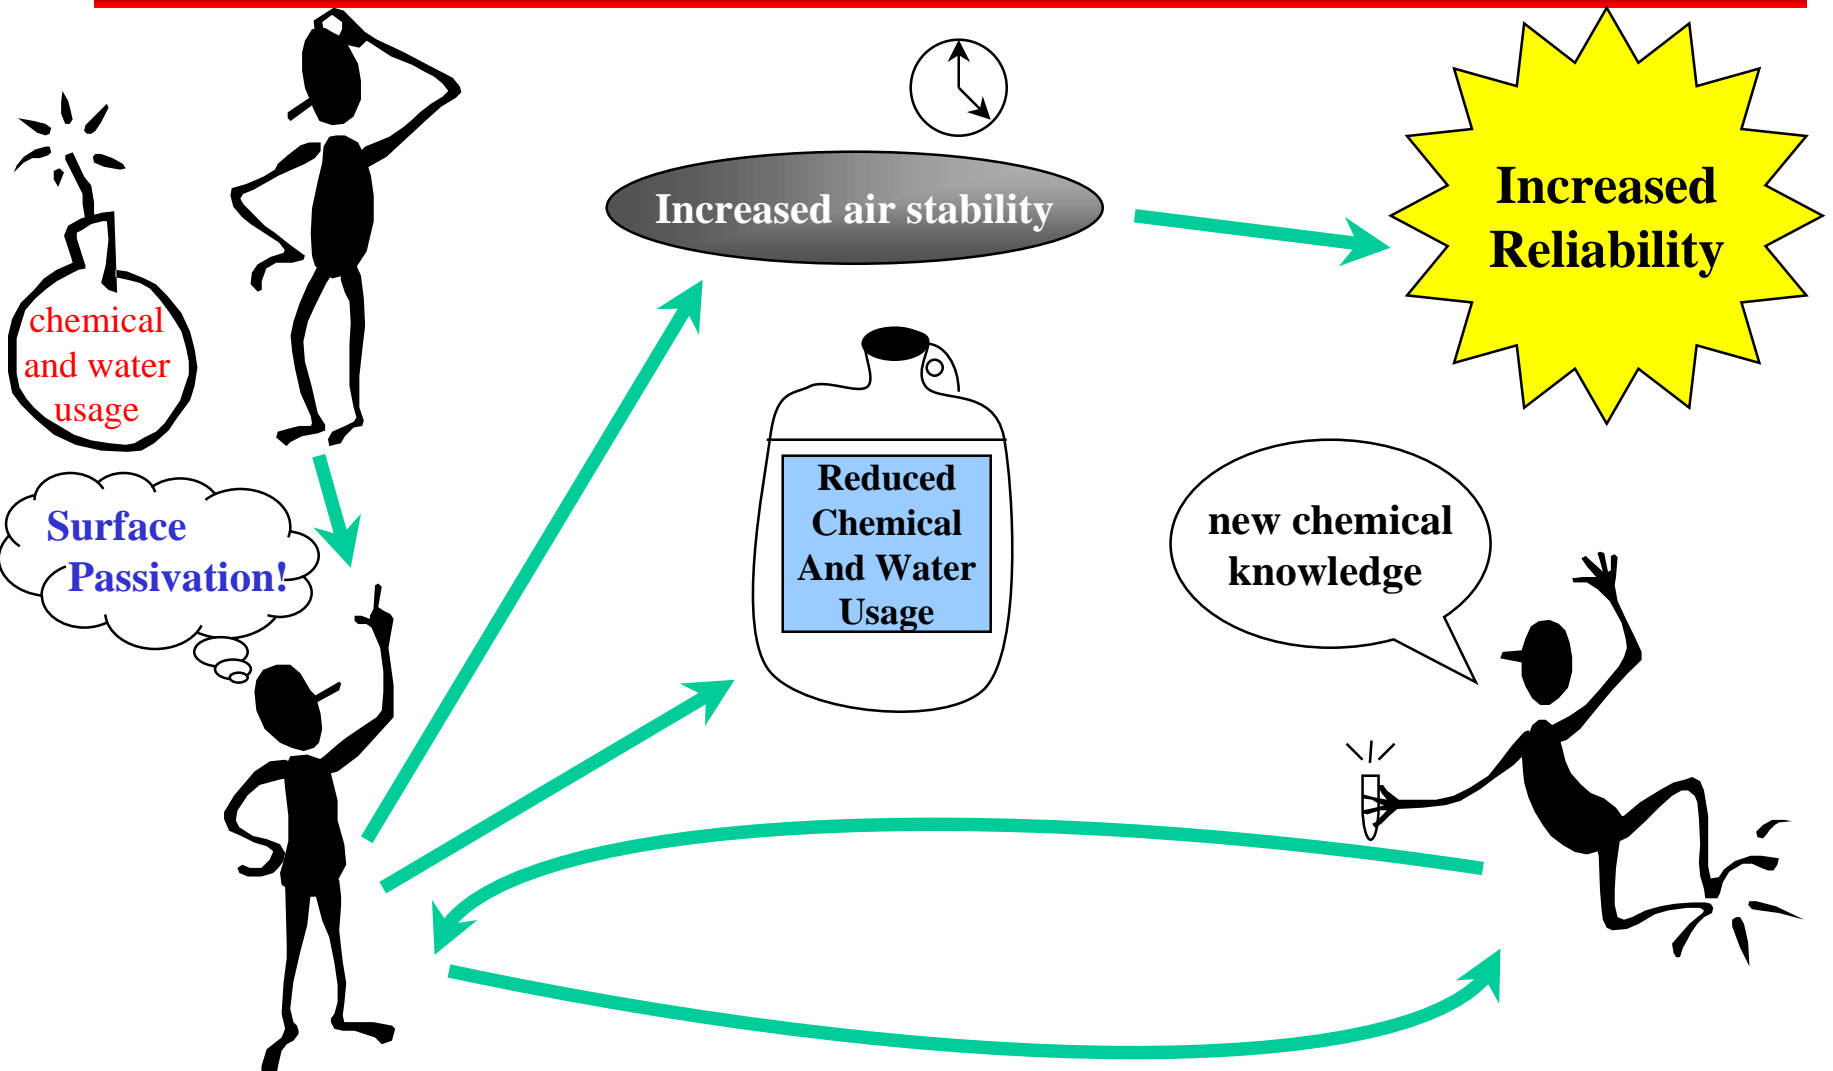 Increased air stability
Increased
Reliability
chemical
and water
usage
Reduced
Chemical
And Water
Usage
Surface
Passivation!
new chemical
knowledge